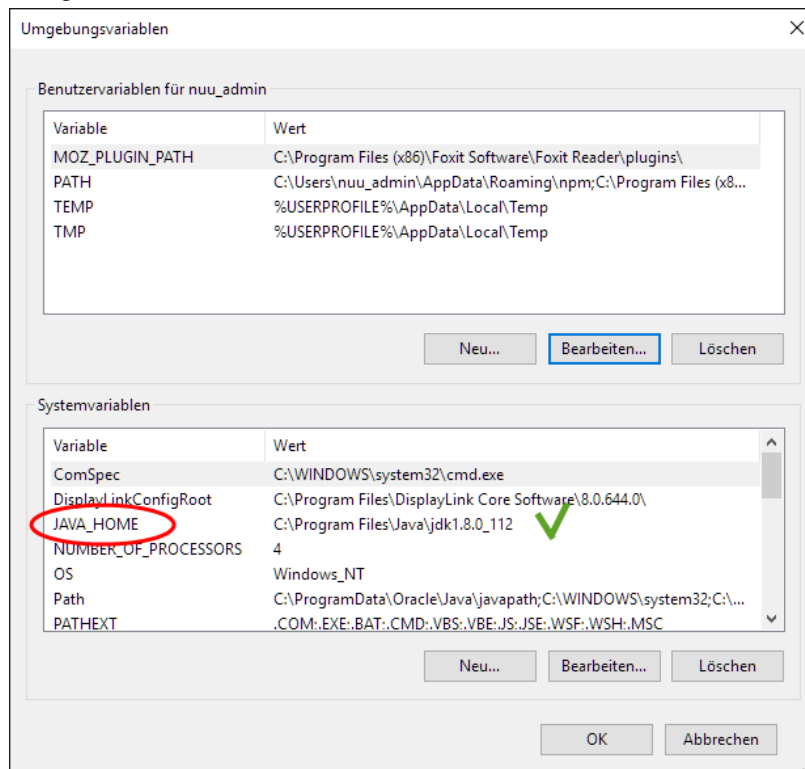 Umgebungsvariablen
Benutzervariablen für nuu_admin
Variable Wert
MOZ_PLUGIN_PATH C:\Program Files (x86)\Foxit Software\Foxit Reader\plugins\
PATH C:\Users\nuu_admin\AppData\Roaming\npm;C:\Program Files (x8...
TEMP %USERPROFILE%\AppData\Local\Temp
TMP %USERPROFILE%\AppData\Local\Temp
Neu... Bearbeiten... Löschen
Systemvariablen
Variable Wert
ComSpec C:\WINDOWS\system32\cmd.exe
DisplayLinkConfigRoot C:\Program Files\DisplayLink Core Software\8.0.644.0\
JAVA_HOME C:\Program Files\Java\jdk1.8.0_112
NUMBER_OF_PROCESSORS 4
OS Windows_NT
Path C:\ProgramData\Oracle\Java\javapath;C:\WINDOWS\system32;C:\...
PATHEXT .COM;.EXE;.BAT;.CMD;.VBS;.VBE;.JS;.JSE;.WSF;.WSH;.MSC
Neu... Bearbeiten... Löschen
OK Abbrechen